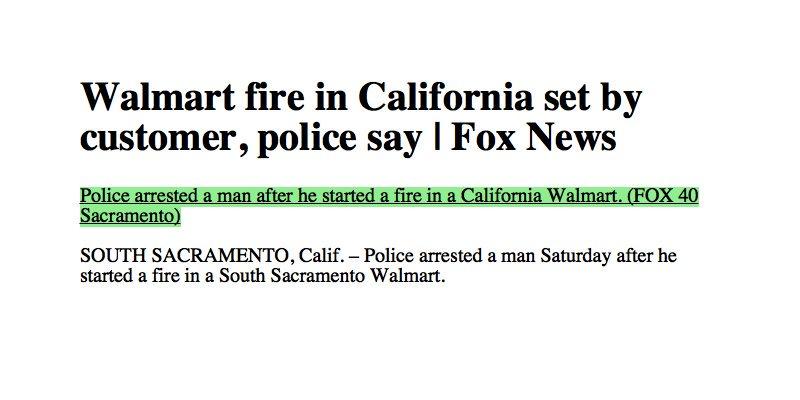 Walmart fire in California set by
customer, police say | Fox News
Police arrested a man after he started a fire in a California Walmart. (FOX 40
Sacramento)
SOUTH SACRAMENTO, Calif. – Police arrested a man Saturday after he
started a fire in a South Sacramento Walmart.